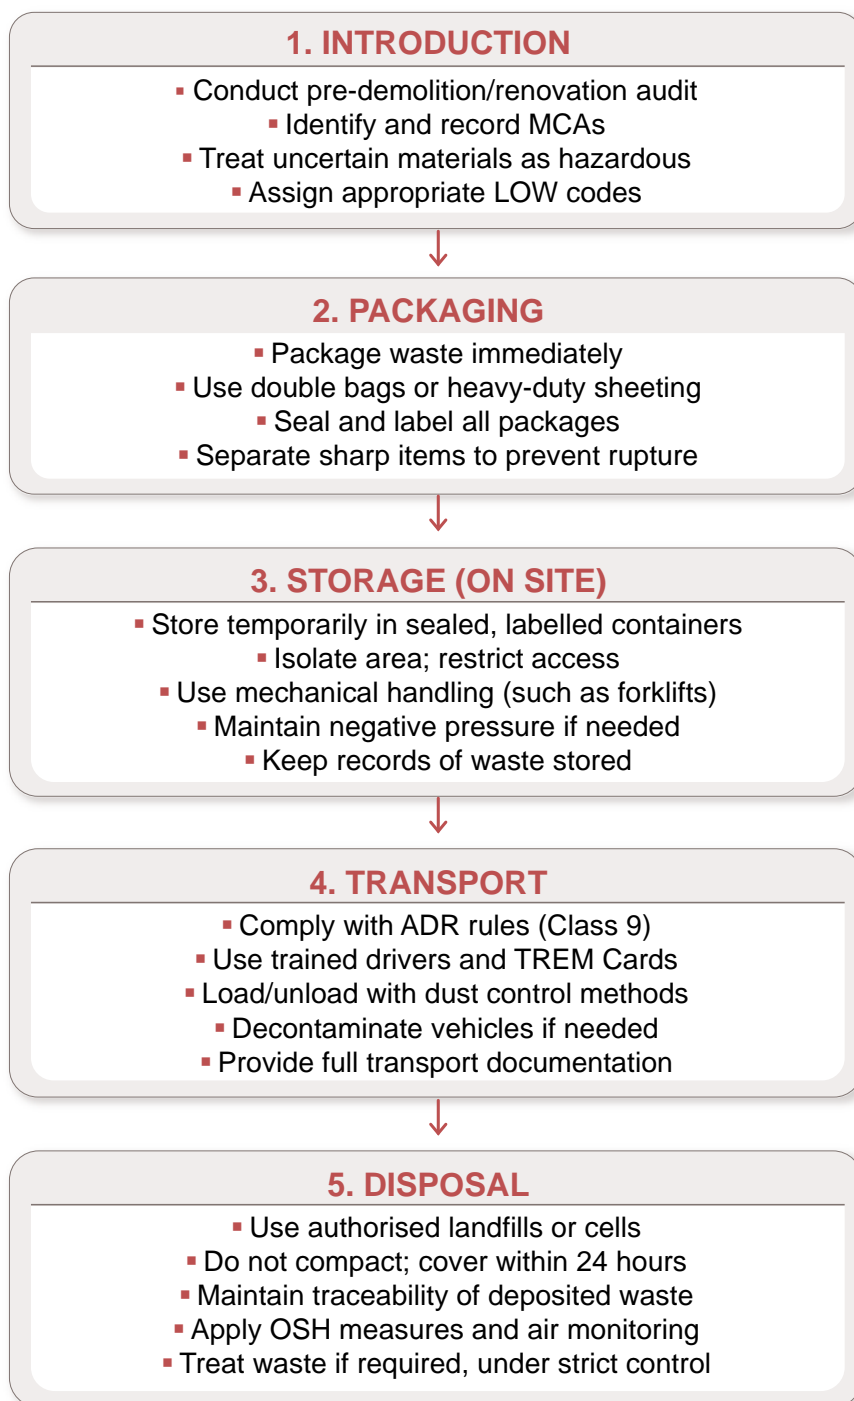 1. INTRODUCTION
▪ Conduct pre-demolition/renovation audit
▪ Identify and record MCAs
▪ Treat uncertain materials as hazardous
▪ Assign appropriate LOW codes
2. PACKAGING
▪ Package waste immediately
▪ Use double bags or heavy-duty sheeting
▪ Seal and label all packages
▪ Separate sharp items to prevent rupture
3. STORAGE (ON SITE)
▪ Store temporarily in sealed, labelled containers
▪ Isolate area; restrict access
▪ Use mechanical handling (such as forklifts)
▪ Maintain negative pressure if needed
▪ Keep records of waste stored
4. TRANSPORT
▪ Comply with ADR rules (Class 9)
▪ Use trained drivers and TREM Cards
▪ Load/unload with dust control methods
▪ Decontaminate vehicles if needed
▪ Provide full transport documentation
5. DISPOSAL
▪ Use authorised landfills or cells
▪ Do not compact; cover within 24 hours
▪ Maintain traceability of deposited waste
▪ Apply OSH measures and air monitoring
▪ Treat waste if required, under strict control